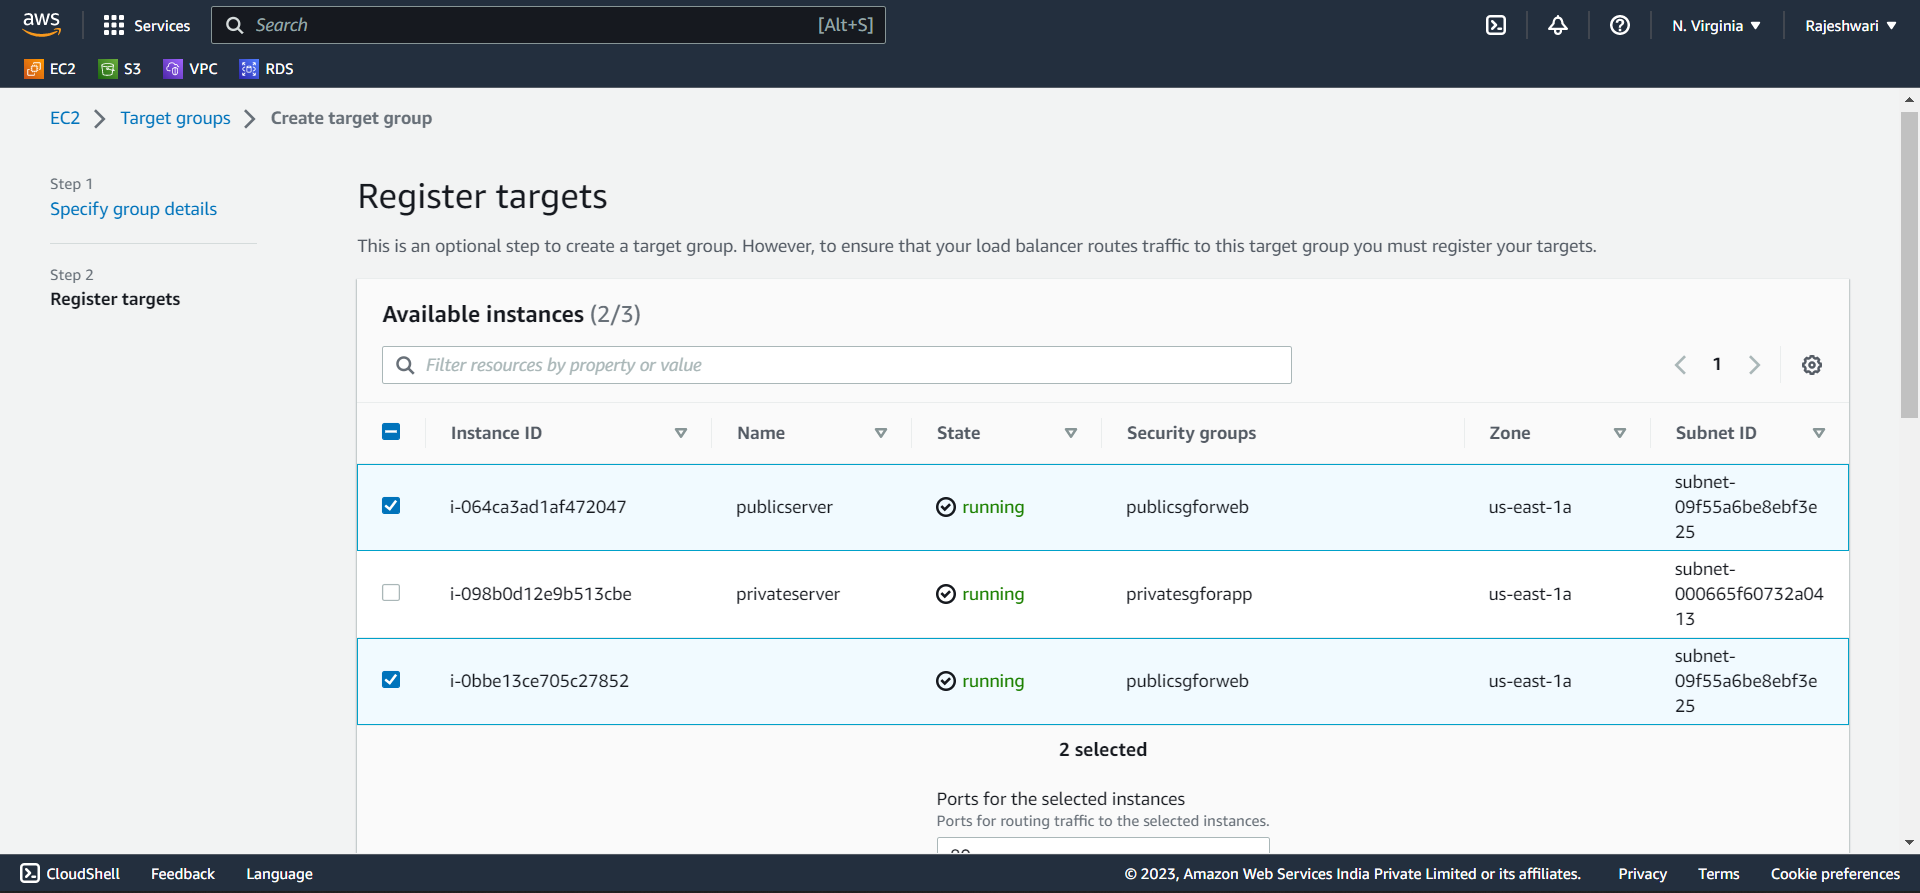 aws
Services
Search [Alt+S]
N. Virginia
Rajeshwari
EC2
S3
VPC
RDS
EC2 Target groups Create target group
Step 1
Specify group details
Step 2
Register targets
Register targets
This is an optional step to create a target group. However, to ensure that your load balancer routes traffic to this target group you must register your targets.
Available instances (2/3)
Filter resources by property or value
1
Instance ID Name State Security groups Zone Subnet ID
i-064ca3ad1af472047 publicserver running publicsgforweb us-east-1a subnet-
09f55a6be8ebf3e
25
i-098b0d12e9b513cbe privateserver running privatesgforapp us-east-1a subnet-
000665f60732a04
13
i-0bbe13ce705c27852 running publicsgforweb us-east-1a subnet-
09f55a6be8ebf3e
25
2 selected
Ports for the selected instances
Ports for routing traffic to the selected instances.
CloudShell Feedback Language © 2023, Amazon Web Services India Private Limited or its affiliates. Privacy Terms Cookie preferences